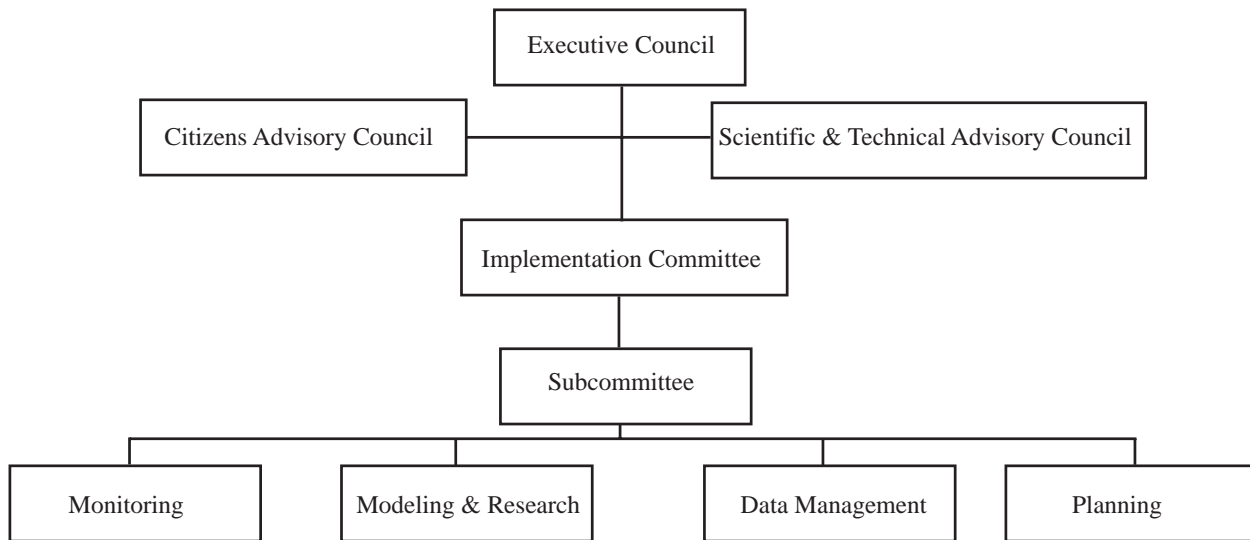 Executive Council
Citizens Advisory Council
Scientific & Technical Advisory Council
Implementation Committee
Subcommittee
Monitoring
Modeling & Research
Data Management
Planning